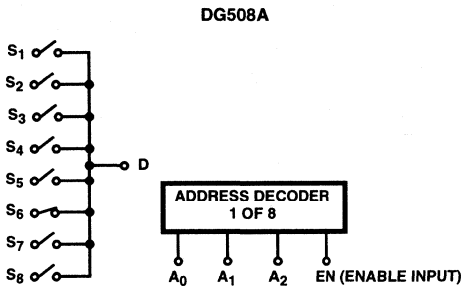 DG508A
S1
S2
S3
S4
D
S5
S6
S7
S8
ADDRESS DECODER
1 OF 8
A0 A1 A2 EN (ENABLE INPUT)